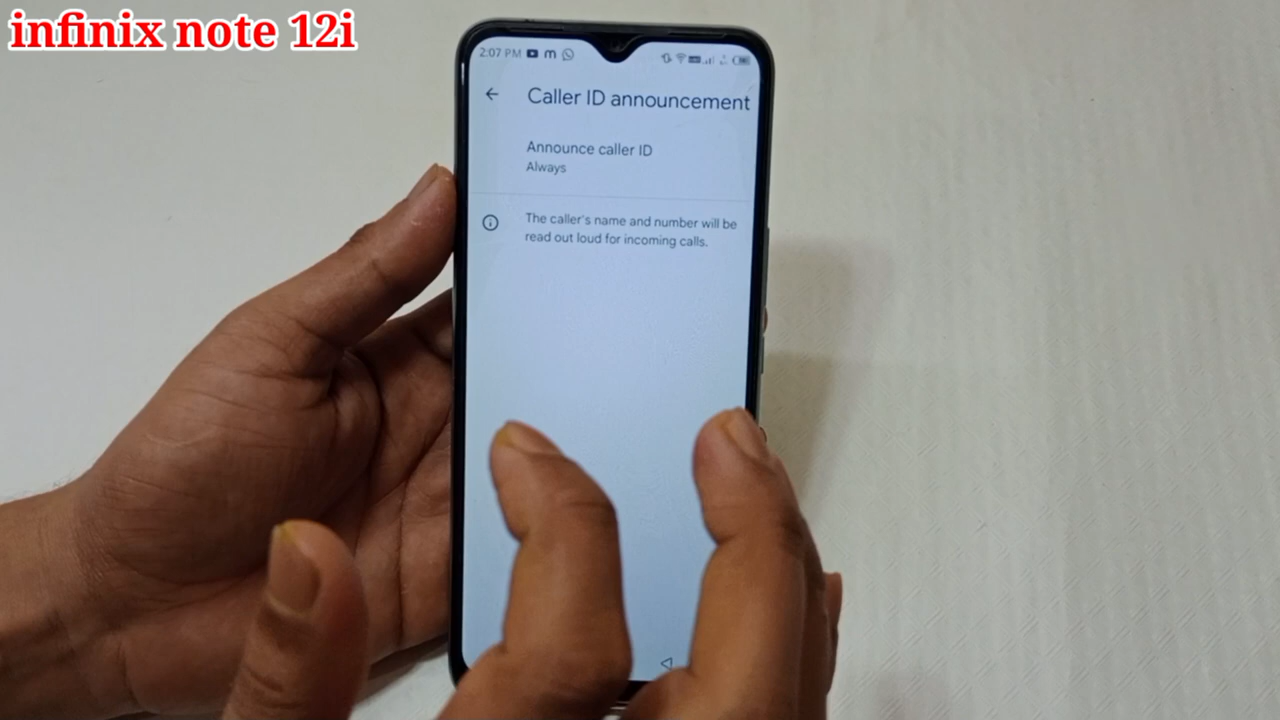 infinix note 12i
2:07 PM
Caller ID announcement
Announce caller ID
Always
The caller's name and number will be
read out loud for incoming calls.